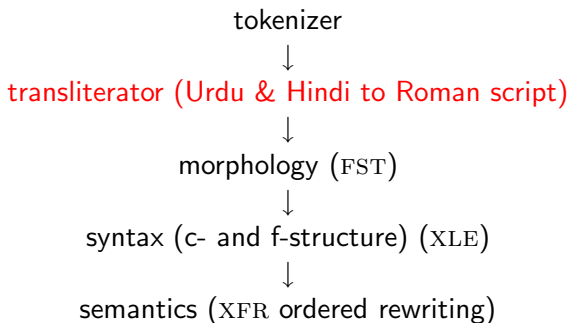 tokenizer
↓
transliterator (Urdu & Hindi to Roman script)
↓
morphology (FST)
↓
syntax (c- and f-structure) (XLE)
↓
semantics (XFR ordered rewriting)